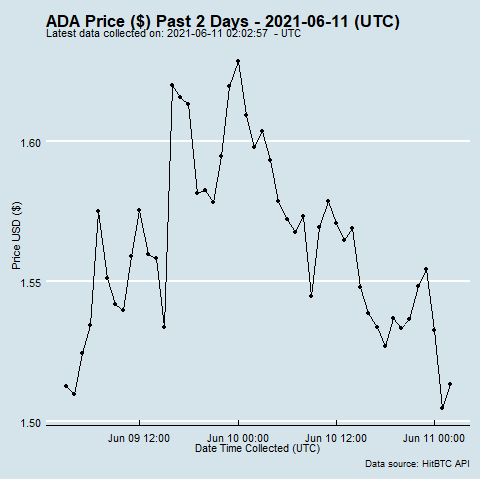 ADA Price ($) Past 2 Days - 2021-06-11 (UTC)
Latest data collected on: 2021-06-11 02:02:57 - UTC
1.60
1.55
1.50
Price USD ($)
Jun 09 12:00 Jun 10 00:00 Jun 10 12:00 Jun 11 00:00
Date Time Collected (UTC)
Data source: HitBTC API